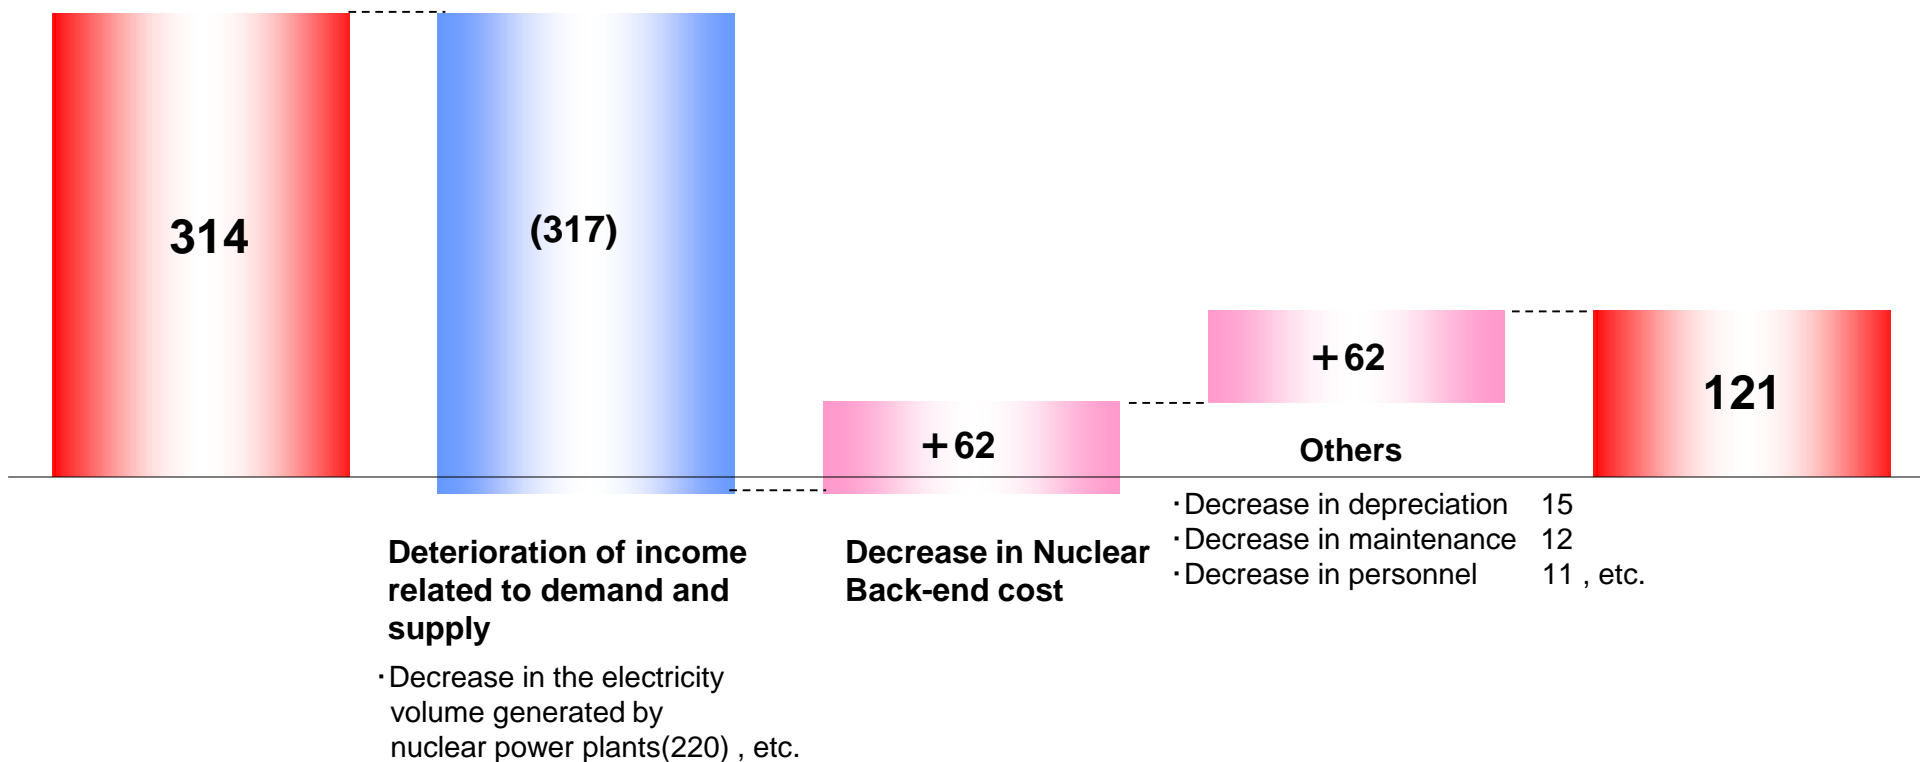 314
(317)
+62
+62
121
Others
Deterioration of income
related to demand and
supply
・Decrease in the electricity
volume generated by
nuclear power plants(220) , etc.
Decrease in Nuclear
Back-end cost
・Decrease in depreciation 15
・Decrease in maintenance 12
・Decrease in personnel 11 , etc.